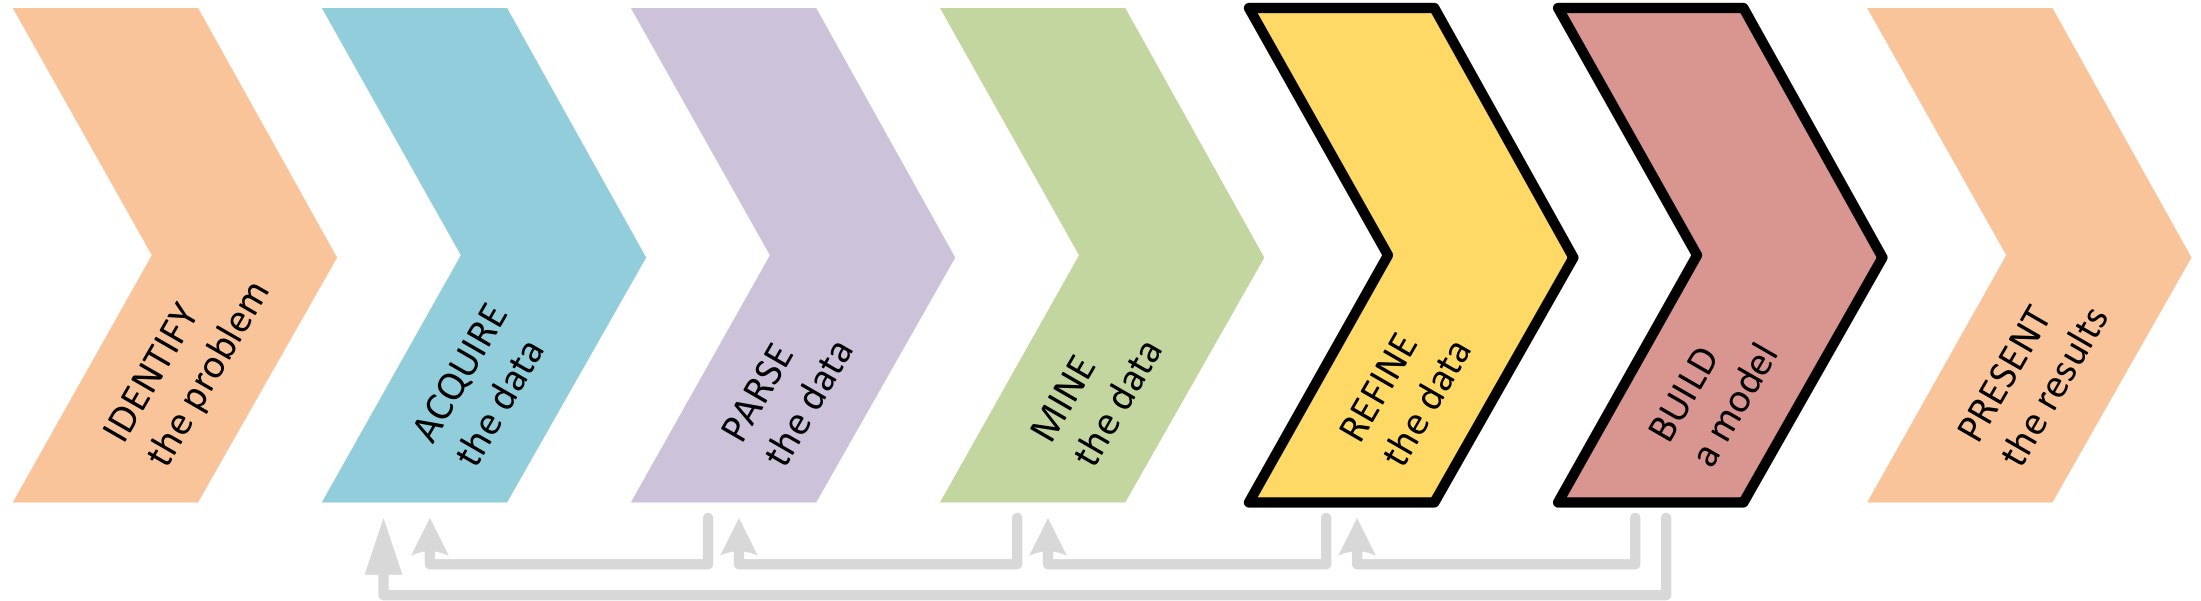 IDENTIFY
the problem
ACQUIRE
the data
PARSE
the data
MINE
the data
REFINE
the data
BUILD
a model
PRESENT
the results